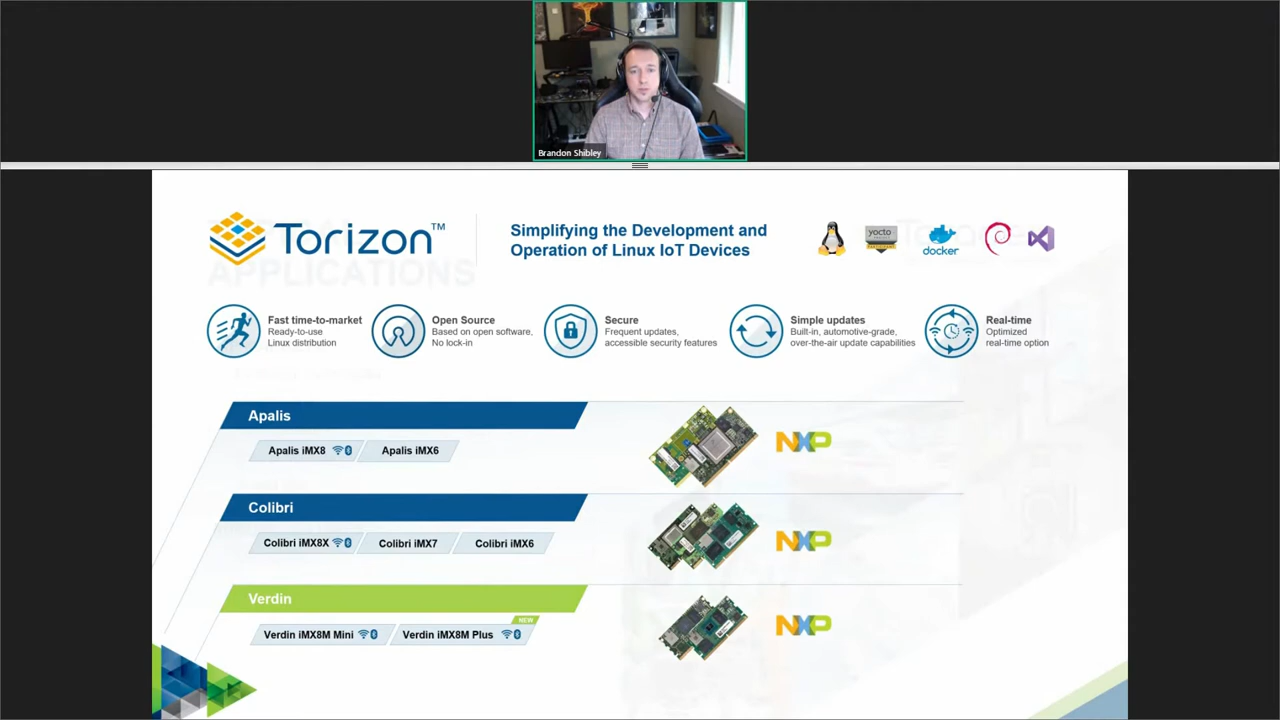 Brandon Shibley
Torizon™
Simplifying the Development and
Operation of Linux IoT Devices
yocto
docker
APPLICATIONS
Fast time-to-market
Ready-to-use
Linux distribution
Open Source
Based on open software,
No lock-in
Secure
Frequent updates,
accessible security features
Simple updates
Built-in, automotive-grade,
over-the-air update capabilities
Real-time
Optimized
real-time option
Apalis
Apalis iMX8
Apalis iMX6
NXP
Colibri
Colibri iMX8X
Colibri iMX7
Colibri iMX6
NXP
Verdin
NEW
Verdin iMX8M Mini
Verdin iMX8M Plus
NXP